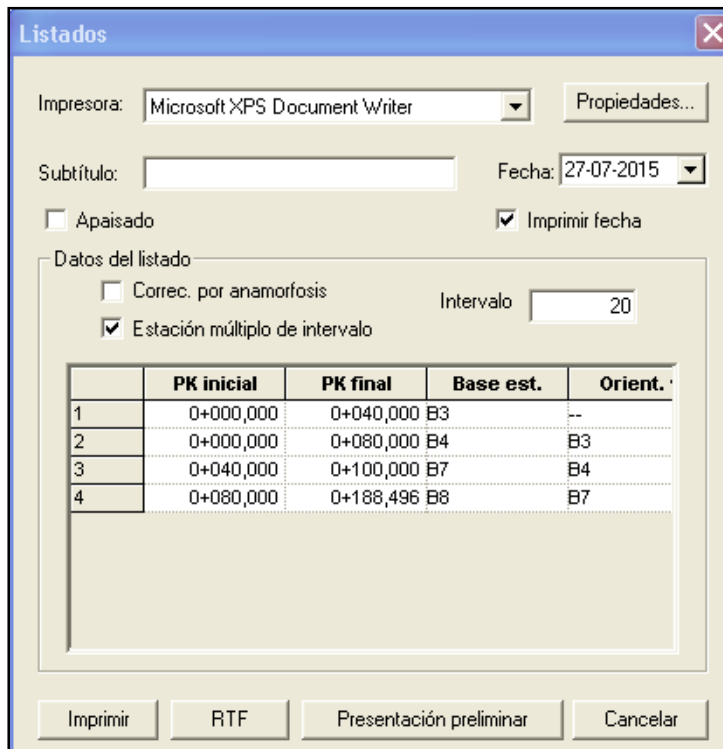 Listados
Impresora: Microsoft XPS Document Writer Propiedades...
Subtítulo: Fecha: 27-07-2015
Apaisado Imprimir fecha
Datos del listado
Correc. por anamorfosis Intervalo 20
Estación múltiplo de intervalo
PK inicial PK final Base est. Orient.
1 0+000,000 0+040,000 B3 --
2 0+000,000 0+080,000 B4 B3
3 0+040,000 0+100,000 B7 B4
4 0+080,000 0+188,496 B8 B7
Imprimir RTF Presentación preliminar Cancelar